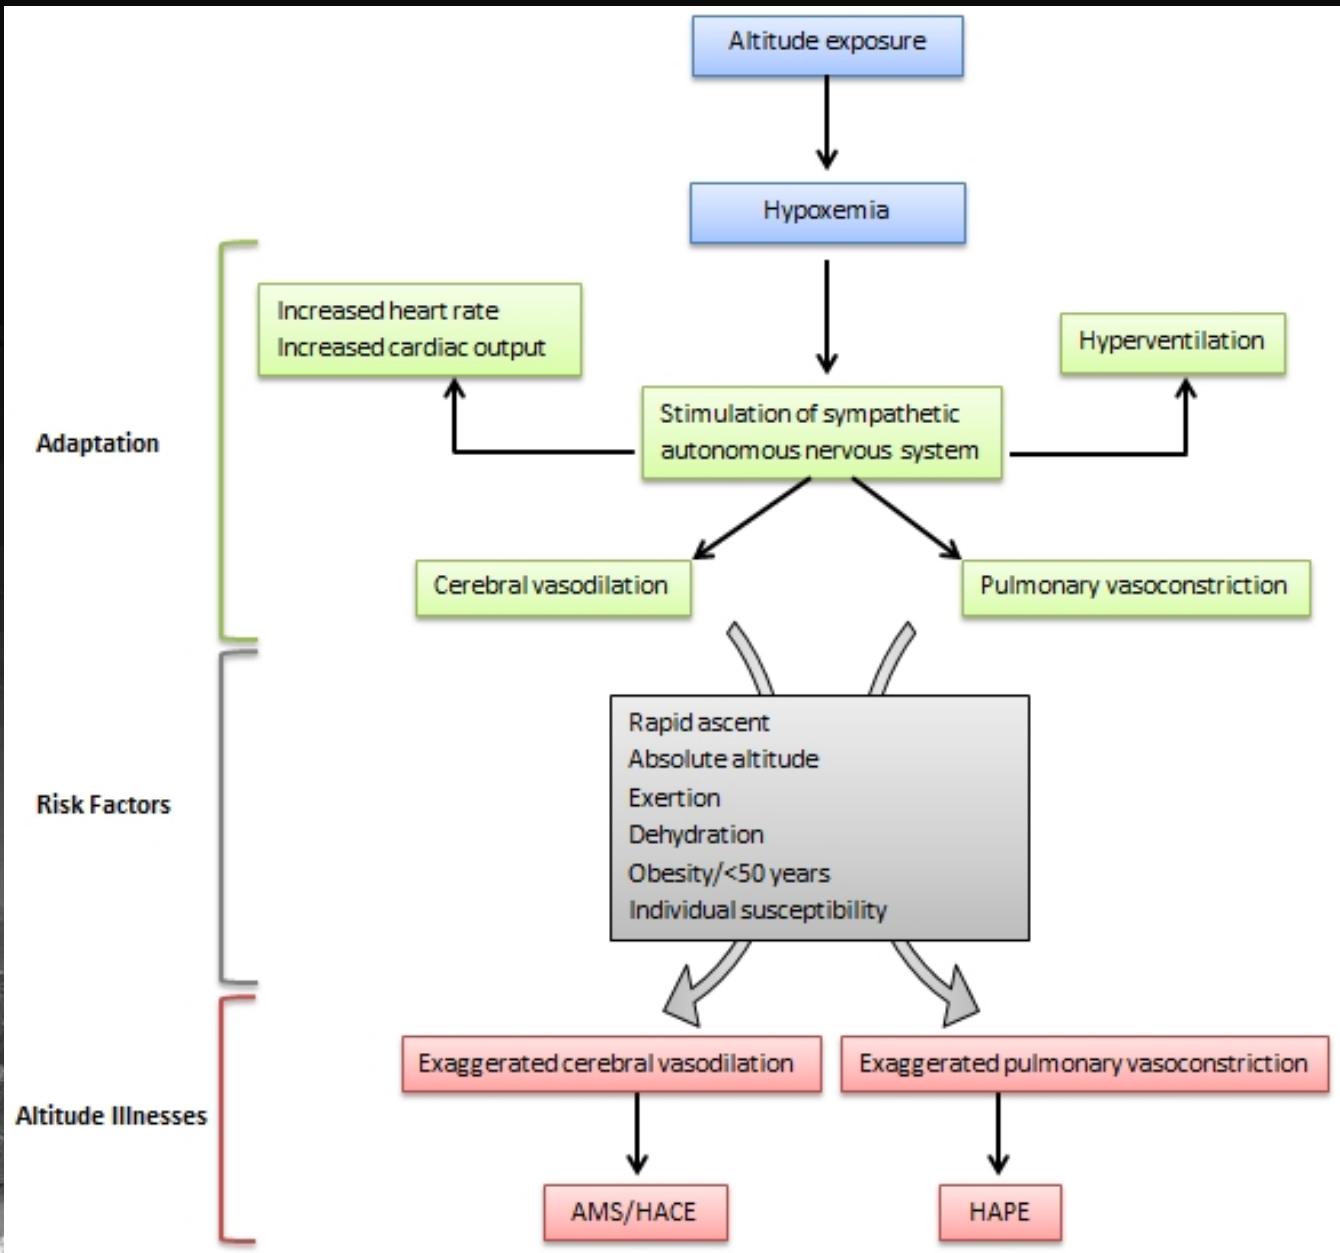 Altitude exposure
Hypoxemia
Increased heart rate
Increased cardiac output
Hyperventilation
Stimulation of sympathetic
autonomous nervous system
Adaptation
Cerebral vasodilation
Pulmonary vasoconstriction
Rapid ascent
Absolute altitude
Exertion
Dehydration
Obesity/<50 years
Individual susceptibility
Risk Factors
Exaggerated cerebral vasodilation
Exaggerated pulmonary vasoconstriction
Altitude Illnesses
AMS/HACE
HAPE